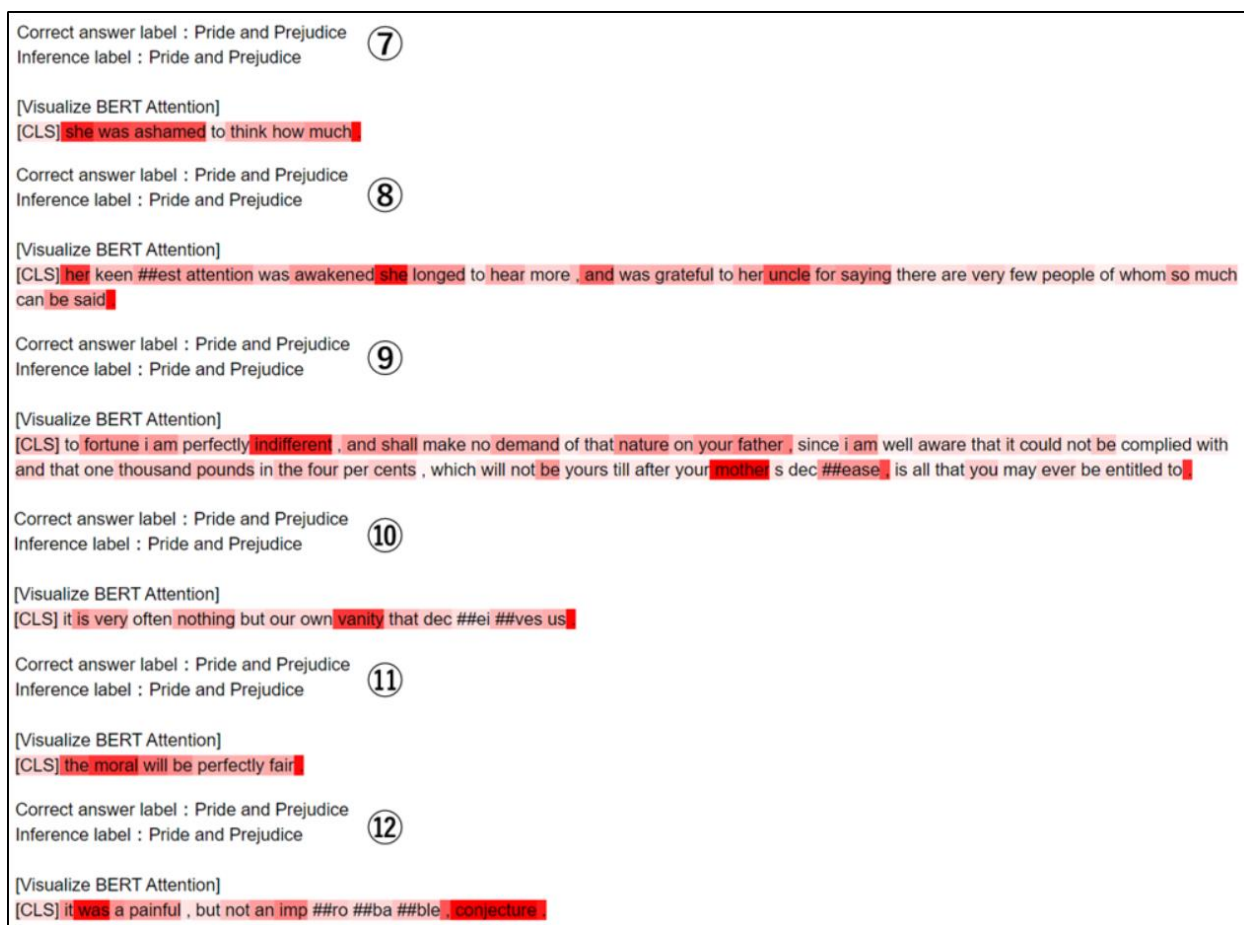 Correct answer label : Pride and Prejudice
Inference label : Pride and Prejudice
⑦
[Visualize BERT Attention]
[CLS] she was ashamed to think how much .
Correct answer label : Pride and Prejudice
Inference label : Pride and Prejudice
⑧
[Visualize BERT Attention]
[CLS] her keen ##est attention was awakened she longed to hear more , and was grateful to her uncle for saying there are very few people of whom so much
can be said .
Correct answer label : Pride and Prejudice
Inference label : Pride and Prejudice
⑨
[Visualize BERT Attention]
[CLS] to fortune i am perfectly indifferent , and shall make no demand of that nature on your father , since i am well aware that it could not be complied with
and that one thousand pounds in the four per cents , which will not be yours till after your mother s dec ##ease , is all that you may ever be entitled to .
Correct answer label : Pride and Prejudice
Inference label : Pride and Prejudice
⑩
[Visualize BERT Attention]
[CLS] it is very often nothing but our own vanity that dec ##ei ##ves us .
Correct answer label : Pride and Prejudice
Inference label : Pride and Prejudice
⑪
[Visualize BERT Attention]
[CLS] the moral will be perfectly fair .
Correct answer label : Pride and Prejudice
Inference label : Pride and Prejudice
⑫
[Visualize BERT Attention]
[CLS] it was a painful , but not an imp ##ro ##ba ##ble , conjecture .